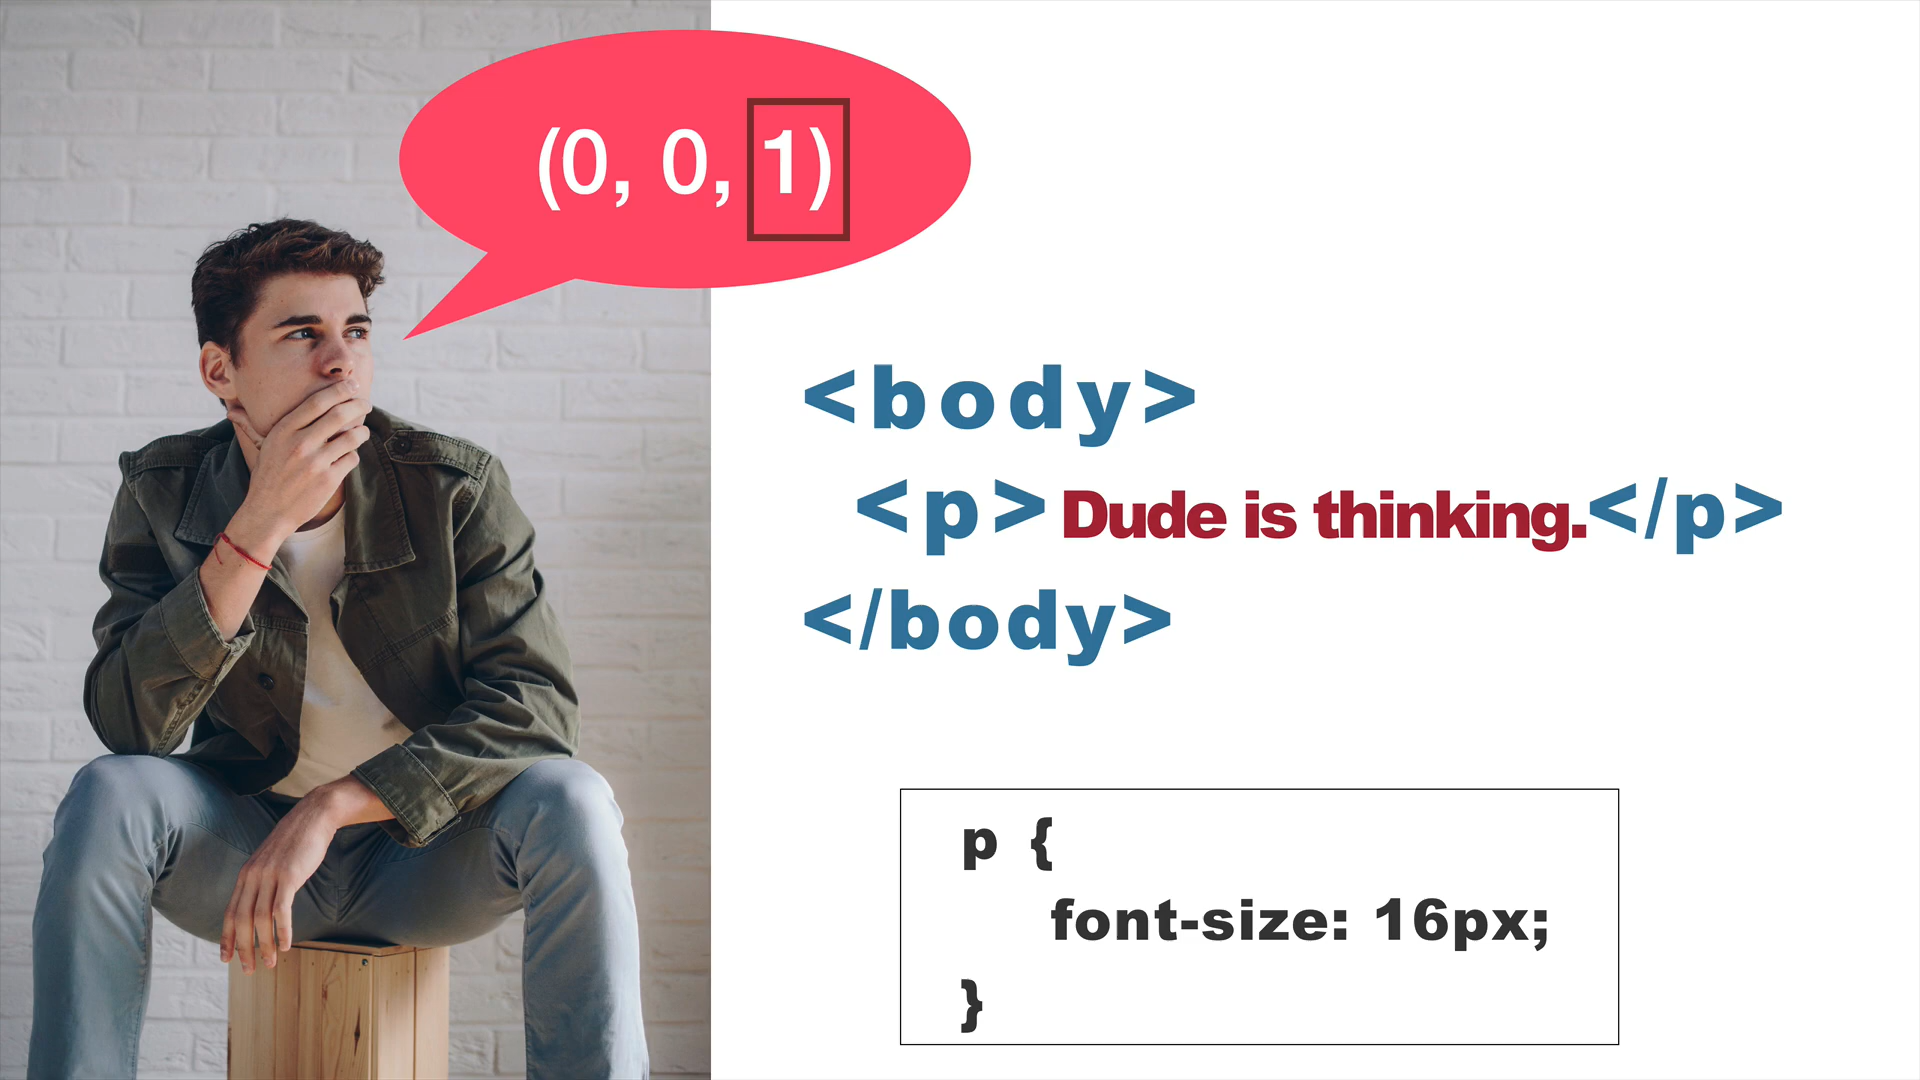 (0, 0, 1)
<body>
<p>Dude is thinking.</p>
</body>
p {
font-size: 16px;
}